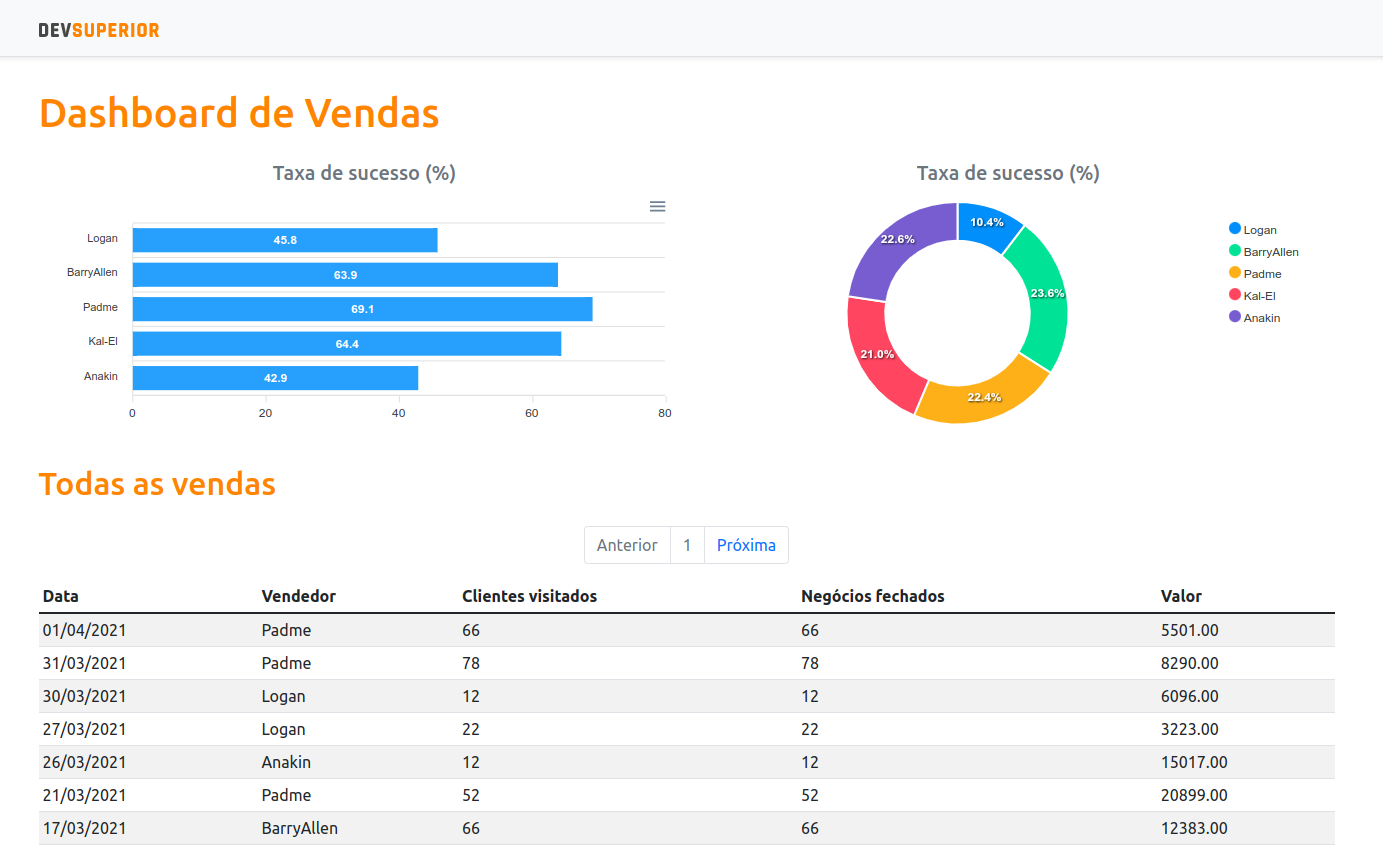 DEVSUPERIOR
Dashboard de Vendas
Taxa de sucesso (%)
Logan 45.8
BarryAllen 63.9
Padme 69.1
Kal-El 64.4
Anakin 42.9
0 20 40 60 80
Taxa de sucesso (%)
10.4%
23.6%
22.4%
21.0%
22.6%
Logan
BarryAllen
Padme
Kal-El
Anakin
Todas as vendas
Anterior 1 Próxima
Data Vendedor Clientes visitados Negócios fechados Valor
01/04/2021 Padme 66 66 5501.00
31/03/2021 Padme 78 78 8290.00
30/03/2021 Logan 12 12 6096.00
27/03/2021 Logan 22 22 3223.00
26/03/2021 Anakin 12 12 15017.00
21/03/2021 Padme 52 52 20899.00
17/03/2021 BarryAllen 66 66 12383.00